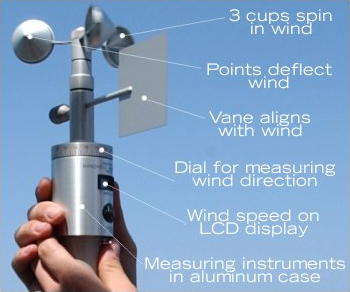 3 cups spin
in wind
Points deflect
wind
Vane aligns
with wind
Dial for measuring
wind direction
Wind speed on
LCD display
Measuring instruments
in aluminum case